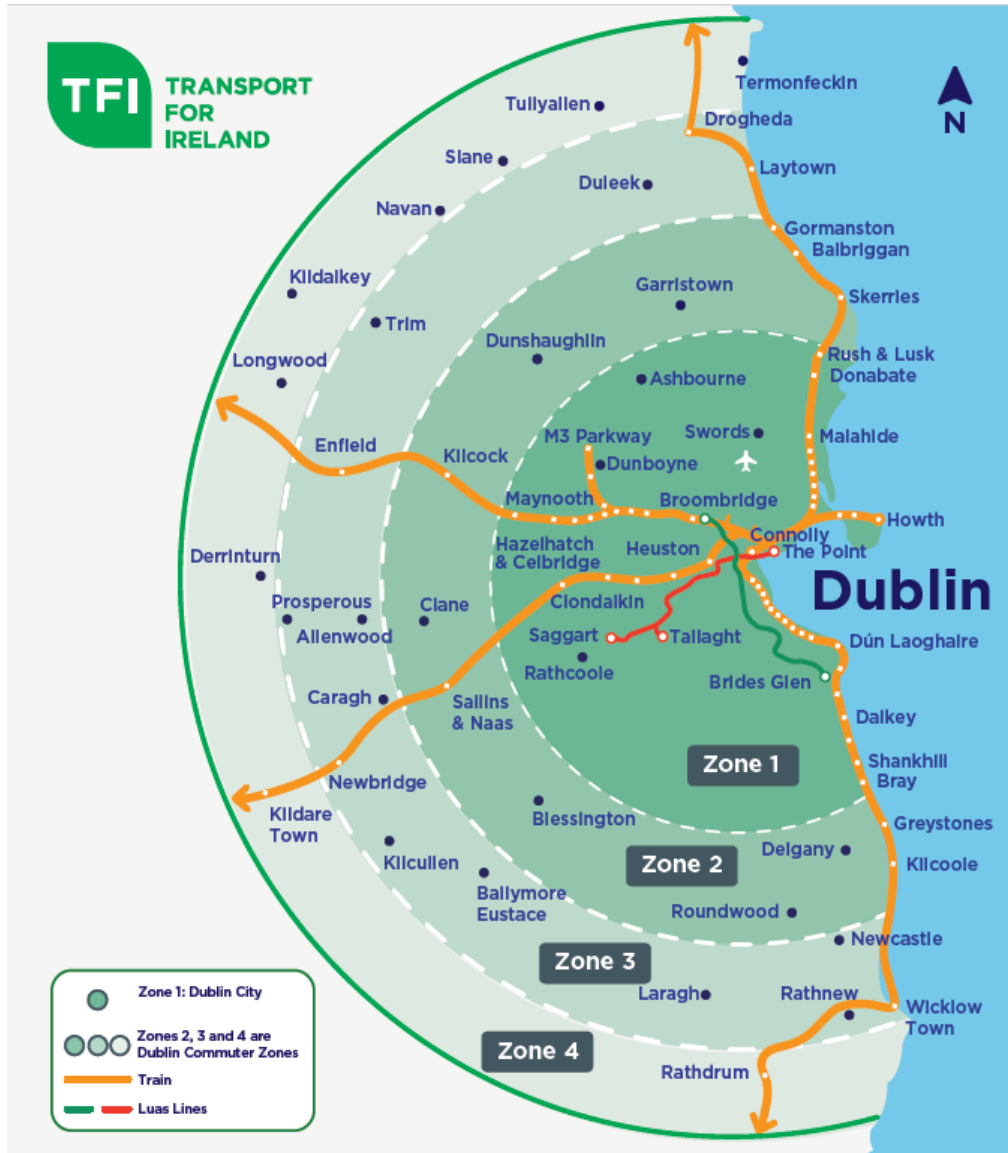 TFI
TRANSPORT
FOR
IRELAND
N
Termonfeckin
Tullyallen
Drogheda
Slane
Laytown
Duleek
Navan
Gormanston
Balbriggan
Kildalkey
Garristown
Skerries
Trim
Dunshaughlin
Longwood
Rush & Lusk
Donabate
Ashbourne
M3 Parkway
Swords
Malahide
Enfield
Kilcock
Dunboyne
Maynooth
Broombridge
Howth
Hazelhatch
& Celbridge
Heuston
Connolly
The Point
Derrinturn
Dublin
Prosperous
Allenwood
Clane
Clondalkin
Saggart
Tallaght
Dún Laoghaire
Rathcoole
Brides Glen
Caragh
Sallins
& Naas
Dalkey
Zone 1
Shankhill
Bray
Newbridge
Kildare
Town
Blessington
Greystones
Delgany
Kilcullen
Zone 2
Kilcoole
Ballymore
Eustace
Roundwood
Newcastle
Zone 3
Laragh
Rathnew
Wicklow
Town
Zone 4
Rathdrum
Zone 1: Dublin City
Zones 2, 3 and 4 are
Dublin Commuter Zones
Train
Luas Lines